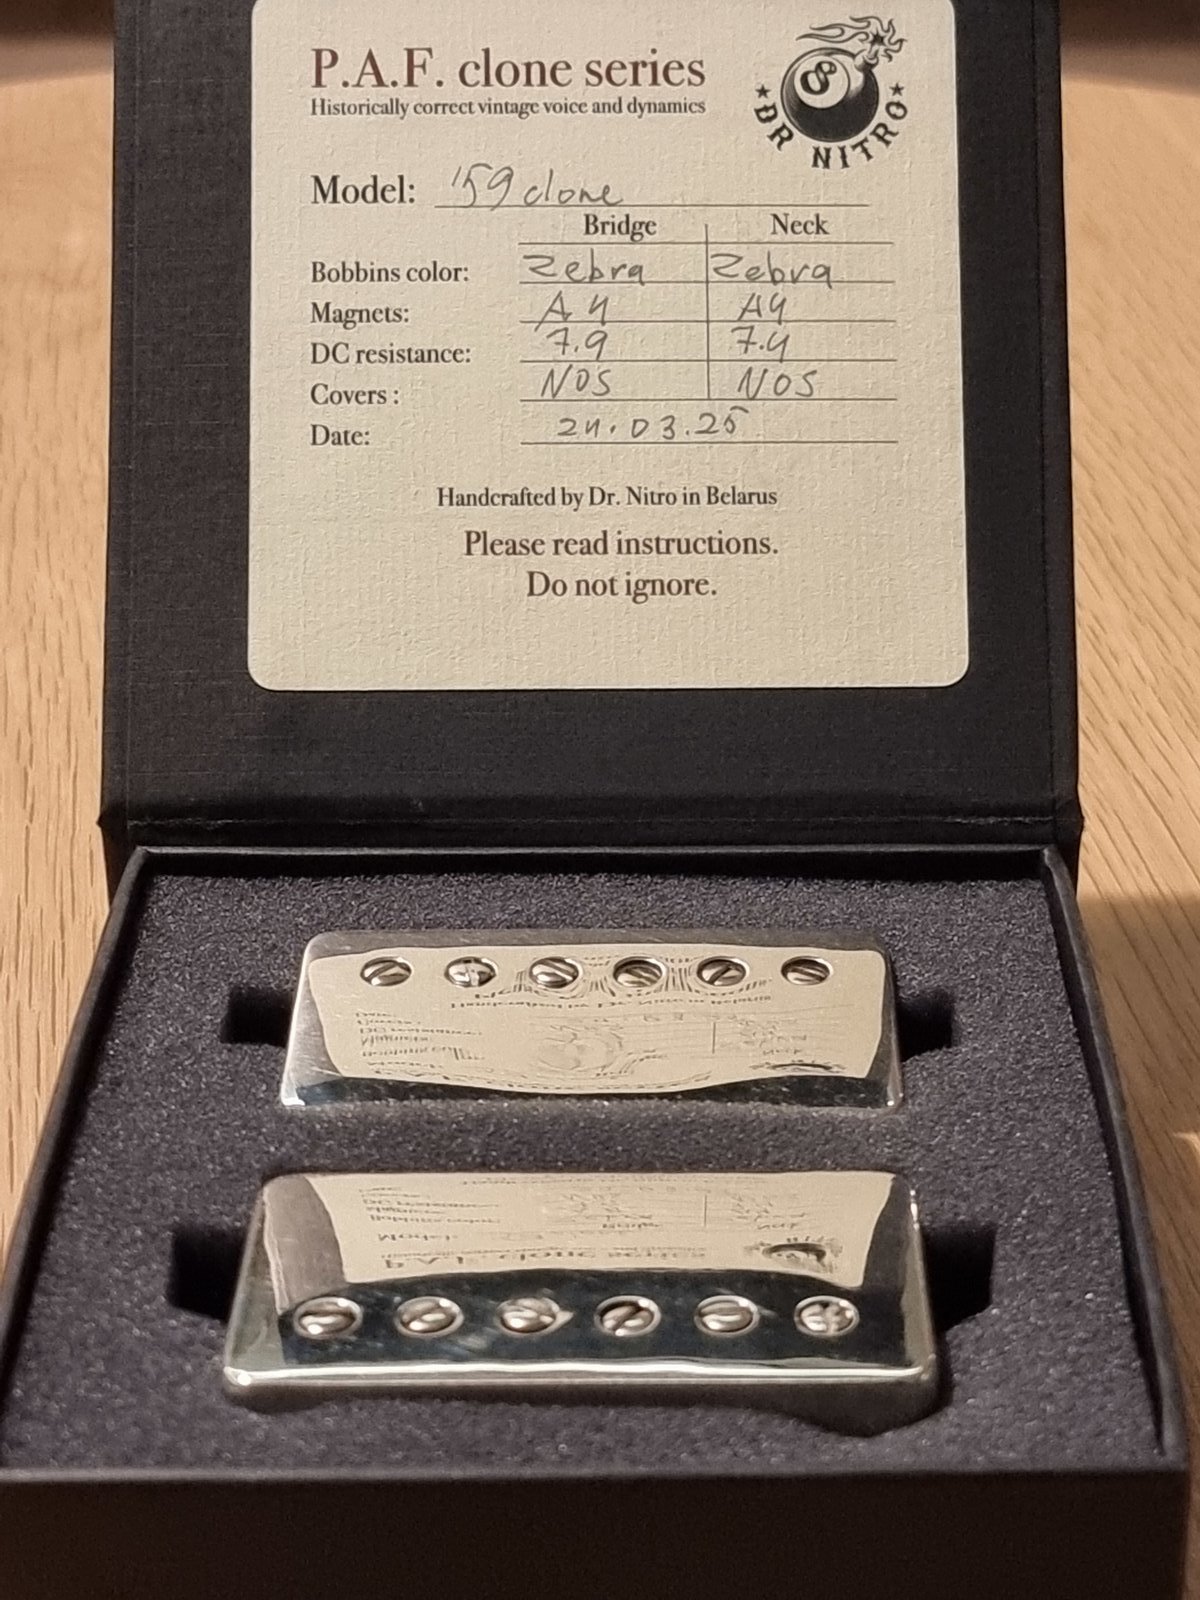 P.A.F. clone series
Historically correct vintage voice and dynamics
8
DR NITRO
Model: '59 clone
Bridge Neck
Bobbins color: Zebra Zebra
Magnets: A4 A4
DC resistance: 7.9 7.4
Covers : NOS NOS
Date: 24.03.25
Handcrafted by Dr. Nitro in Belarus
Please read instructions.
Do not ignore.